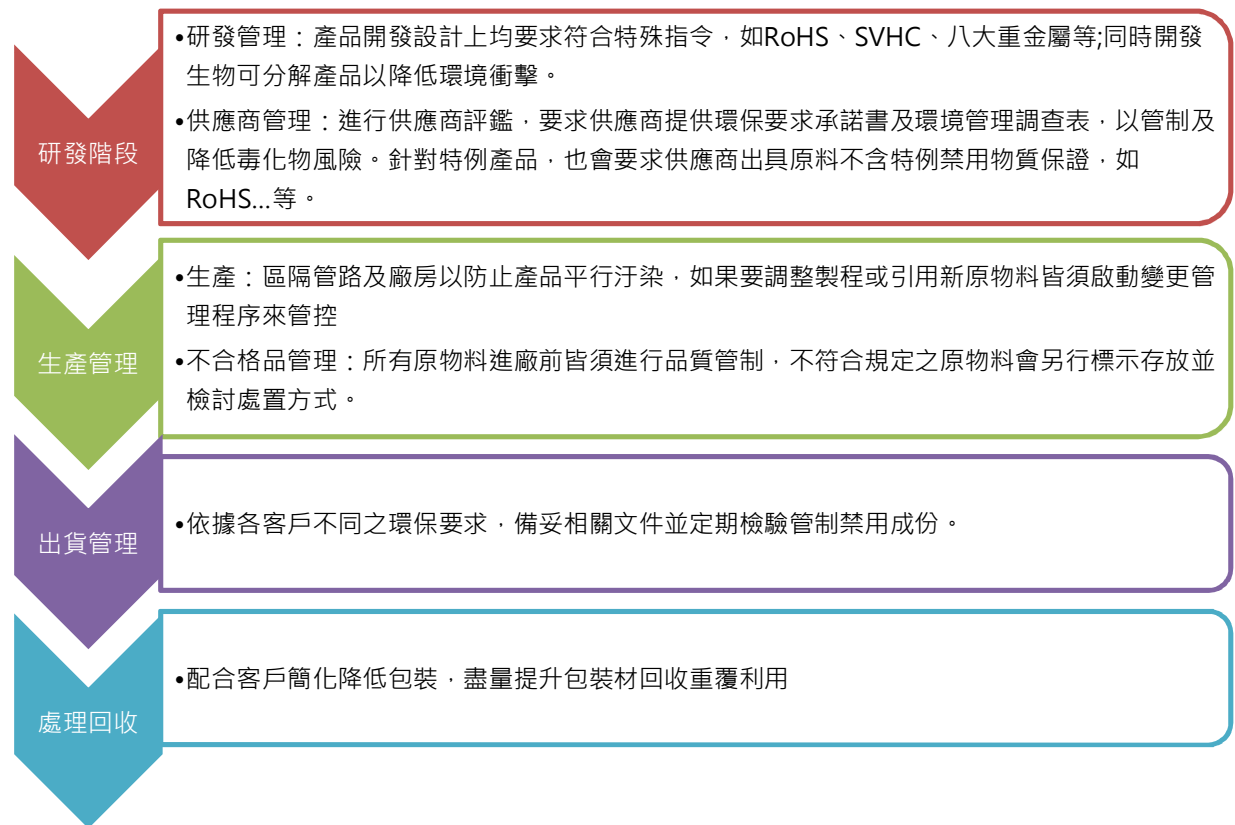 研發階段
•研發管理：產品開發設計上均要求符合特殊指令，如RoHS、SVHC、八大重金屬等;同時開發
生物可分解產品以降低環境衝擊。
•供應商管理：進行供應商評鑑，要求供應商提供環保要求承諾書及環境管理調查表，以管制及
降低毒化物風險。針對特例產品，也會要求供應商出具原料不含特例禁用物質保證，如
RoHS…等。
生產管理
•生產：區隔管路及廠房以防止產品平行汙染，如果要調整製程或引用新原物料皆須啟動變更管
理程序來管控
•不合格品管理：所有原物料進廠前皆須進行品質管制，不符合規定之原物料會另行標示存放並
檢討處置方式。
出貨管理
•依據各客戶不同之環保要求，備妥相關文件並定期檢驗管制禁用成份。
處理回收
•配合客戶簡化降低包裝，盡量提升包裝材回收重覆利用